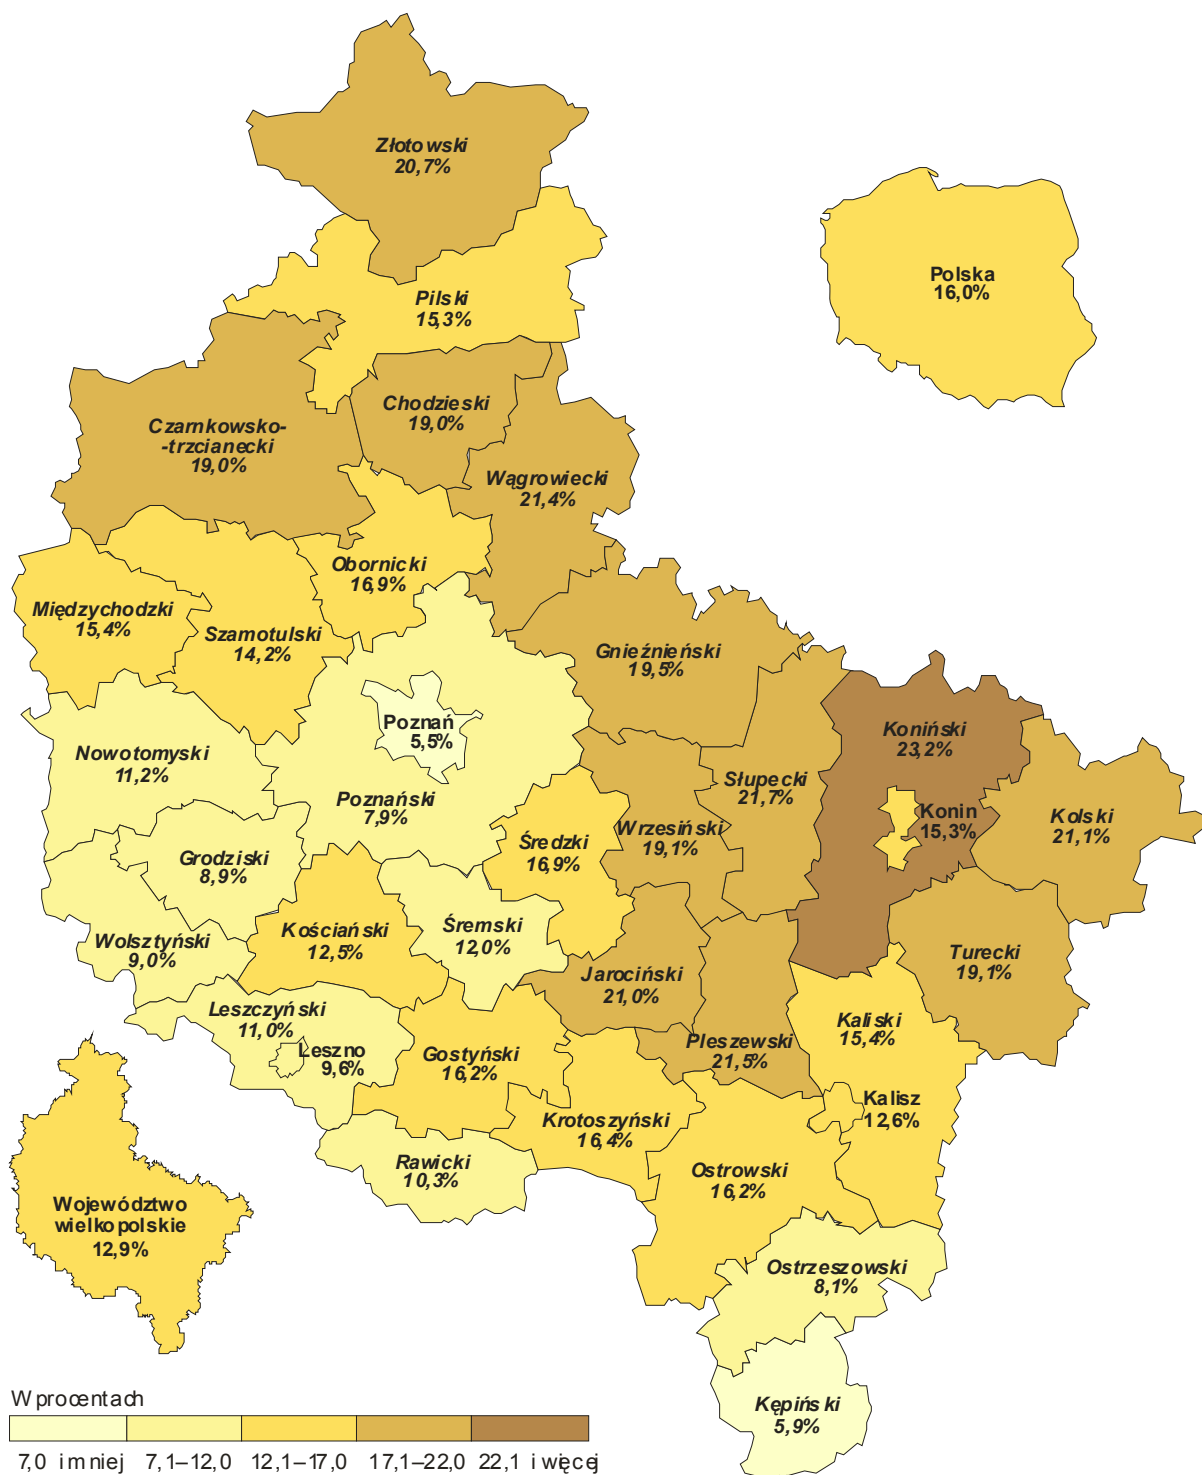 Złotowski
20,7%
Polska
16,0%
Pilski
15,3%
Chodzieski
19,0%
Czarnkowsko-
-trzcianecki
19,0%
Wągrowiecki
21,4%
Obornicki
16,9%
Międzychodzki
15,4%
Szamotulski
14,2%
Gnieźnieński
19,5%
Poznań
5,5%
Koniński
23,2%
Nowotomyski
11,2%
Słupecki
21,7%
Poznański
7,9%
Konin
15,3%
Kolski
21,1%
Wrzesiński
19,1%
Średzki
16,9%
Grodziski
8,9%
Kościański
12,5%
Śremski
12,0%
Wolsztyński
9,0%
Turecki
19,1%
Jarociński
21,0%
Leszczyński
11,0%
Kaliski
15,4%
Leszno
9,6%
Gostyński
16,2%
Pleszewski
21,5%
Kalisz
12,6%
Krotoszyński
16,4%
Rawicki
10,3%
Ostrowski
16,2%
Województwo
wielkopolskie
12,9%
Ostrzeszowski
8,1%
Kępiński
5,9%
W procentach
7,0 i mniej 7,1–12,0 12,1–17,0 17,1–22,0 22,1 i więcej